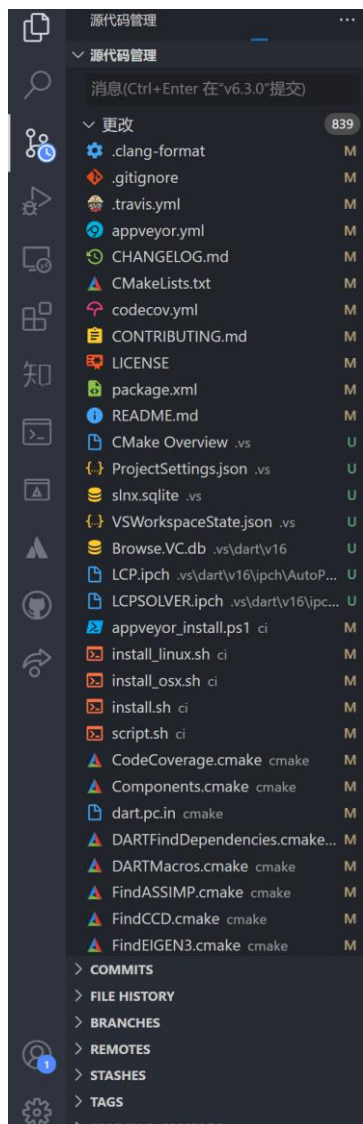 源代码管理 ...
源代码管理
消息(Ctrl+Enter 在"v6.3.0"提交)
更改 839
.clang-format M
.gitignore M
.travis.yml M
appveyor.yml M
CHANGELOG.md M
CMakeLists.txt M
codecov.yml M
CONTRIBUTING.md M
LICENSE M
package.xml M
README.md M
CMake Overview .vs U
ProjectSettings.json .vs U
slnx.sqlite .vs U
VSWorkspaceState.json .vs U
Browse.VC.db .vs\dart\v16 U
LCP.ipch .vs\dart\v16\ipch\AutoP... U
LCPSOLVER.ipch .vs\dart\v16\ipc... U
appveyor_install.ps1 ci M
install_linux.sh ci M
install_osx.sh ci M
install.sh ci M
script.sh ci M
CodeCoverage.cmake cmake M
Components.cmake cmake M
dart.pc.in cmake M
DARTFindDependencies.cmake... M
DARTMacros.cmake cmake M
FindASSIMP.cmake cmake M
FindCCD.cmake cmake M
FindEIGEN3.cmake cmake M
COMMITS
FILE HISTORY
BRANCHES
REMOTES
STASHES
TAGS
知
1